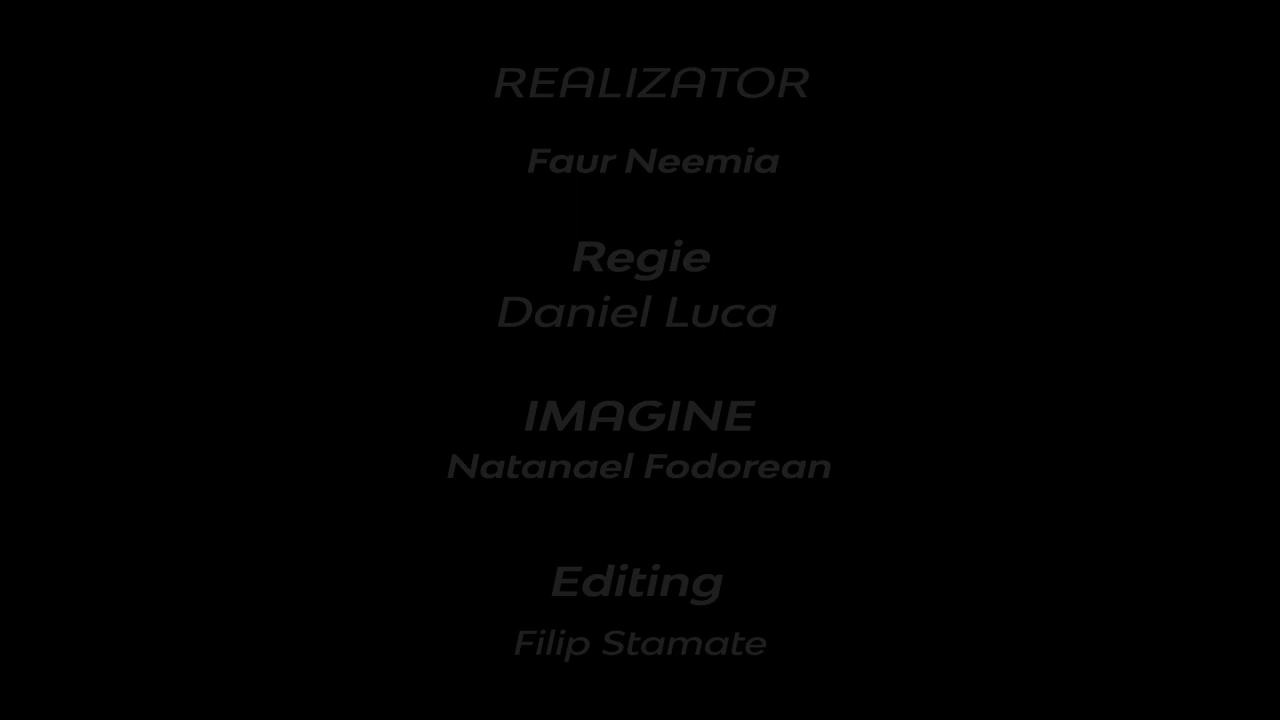 REALIZATOR
Faur Neemia
Regie
Daniel Luca
IMAGINE
Natanael Fodorean
Editing
Filip Stamate